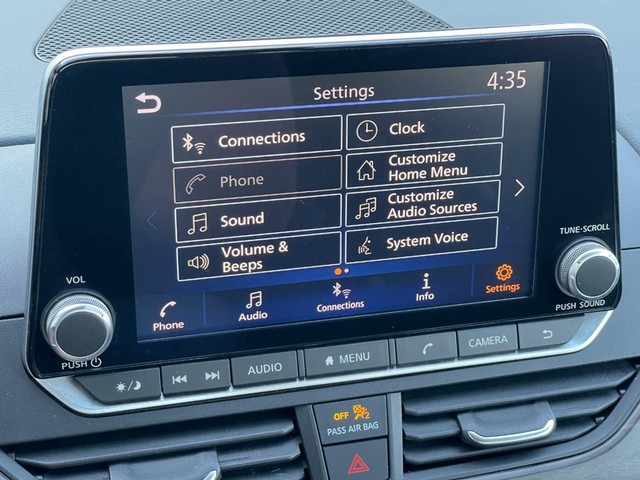 Settings
4:35
Connections
Clock
Phone
Customize
Home Menu
Sound
Customize
Audio Sources
Volume &
Beeps
System Voice
Phone
Audio
Connections
Info
Settings
VOL
PUSH
TUNE·SCROLL
PUSH SOUND
AUDIO
MENU
CAMERA
OFF
2
PASS AIR BAG